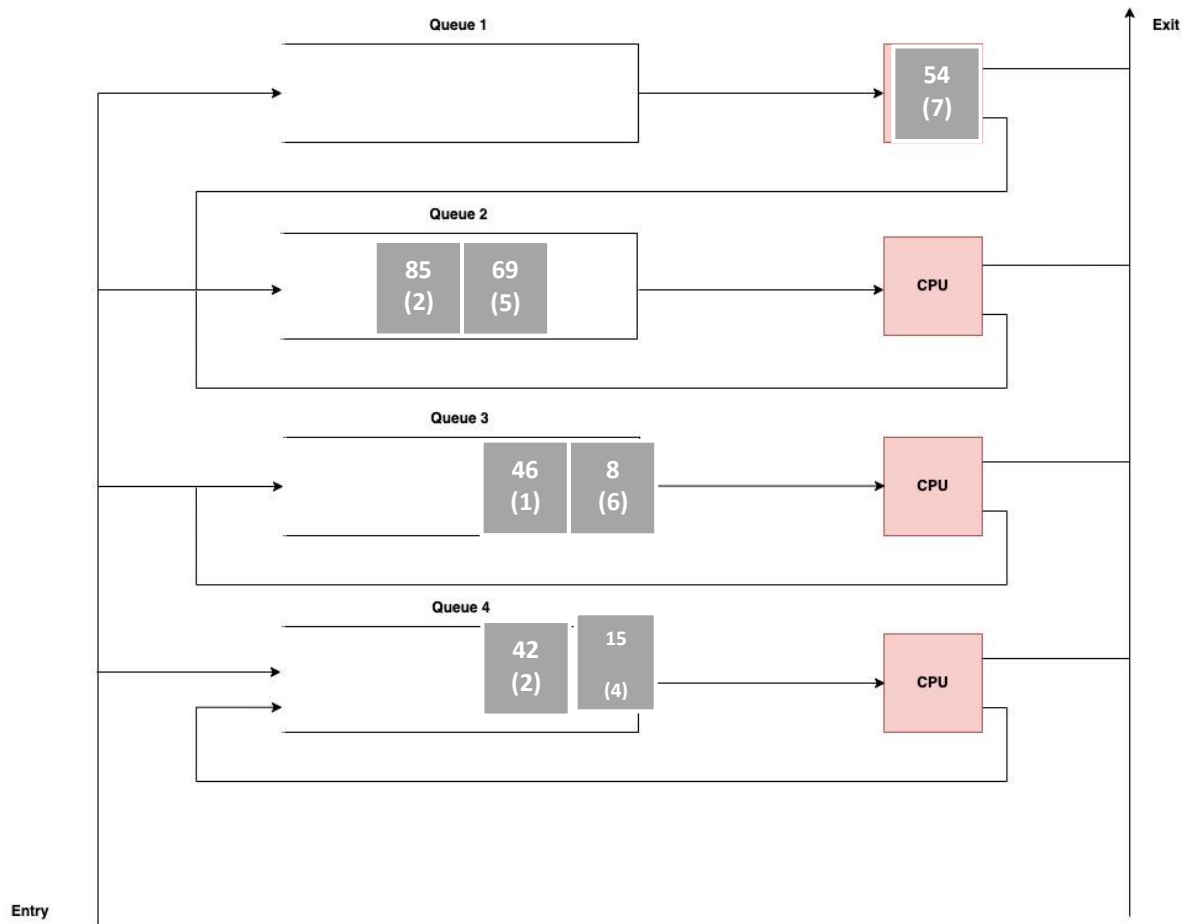 Queue 1
Exit
54
(7)
Queue 2
85
(2)
69
(5)
CPU
Queue 3
46
(1)
8
(6)
CPU
Queue 4
42
(2)
15
(4)
CPU
Entry